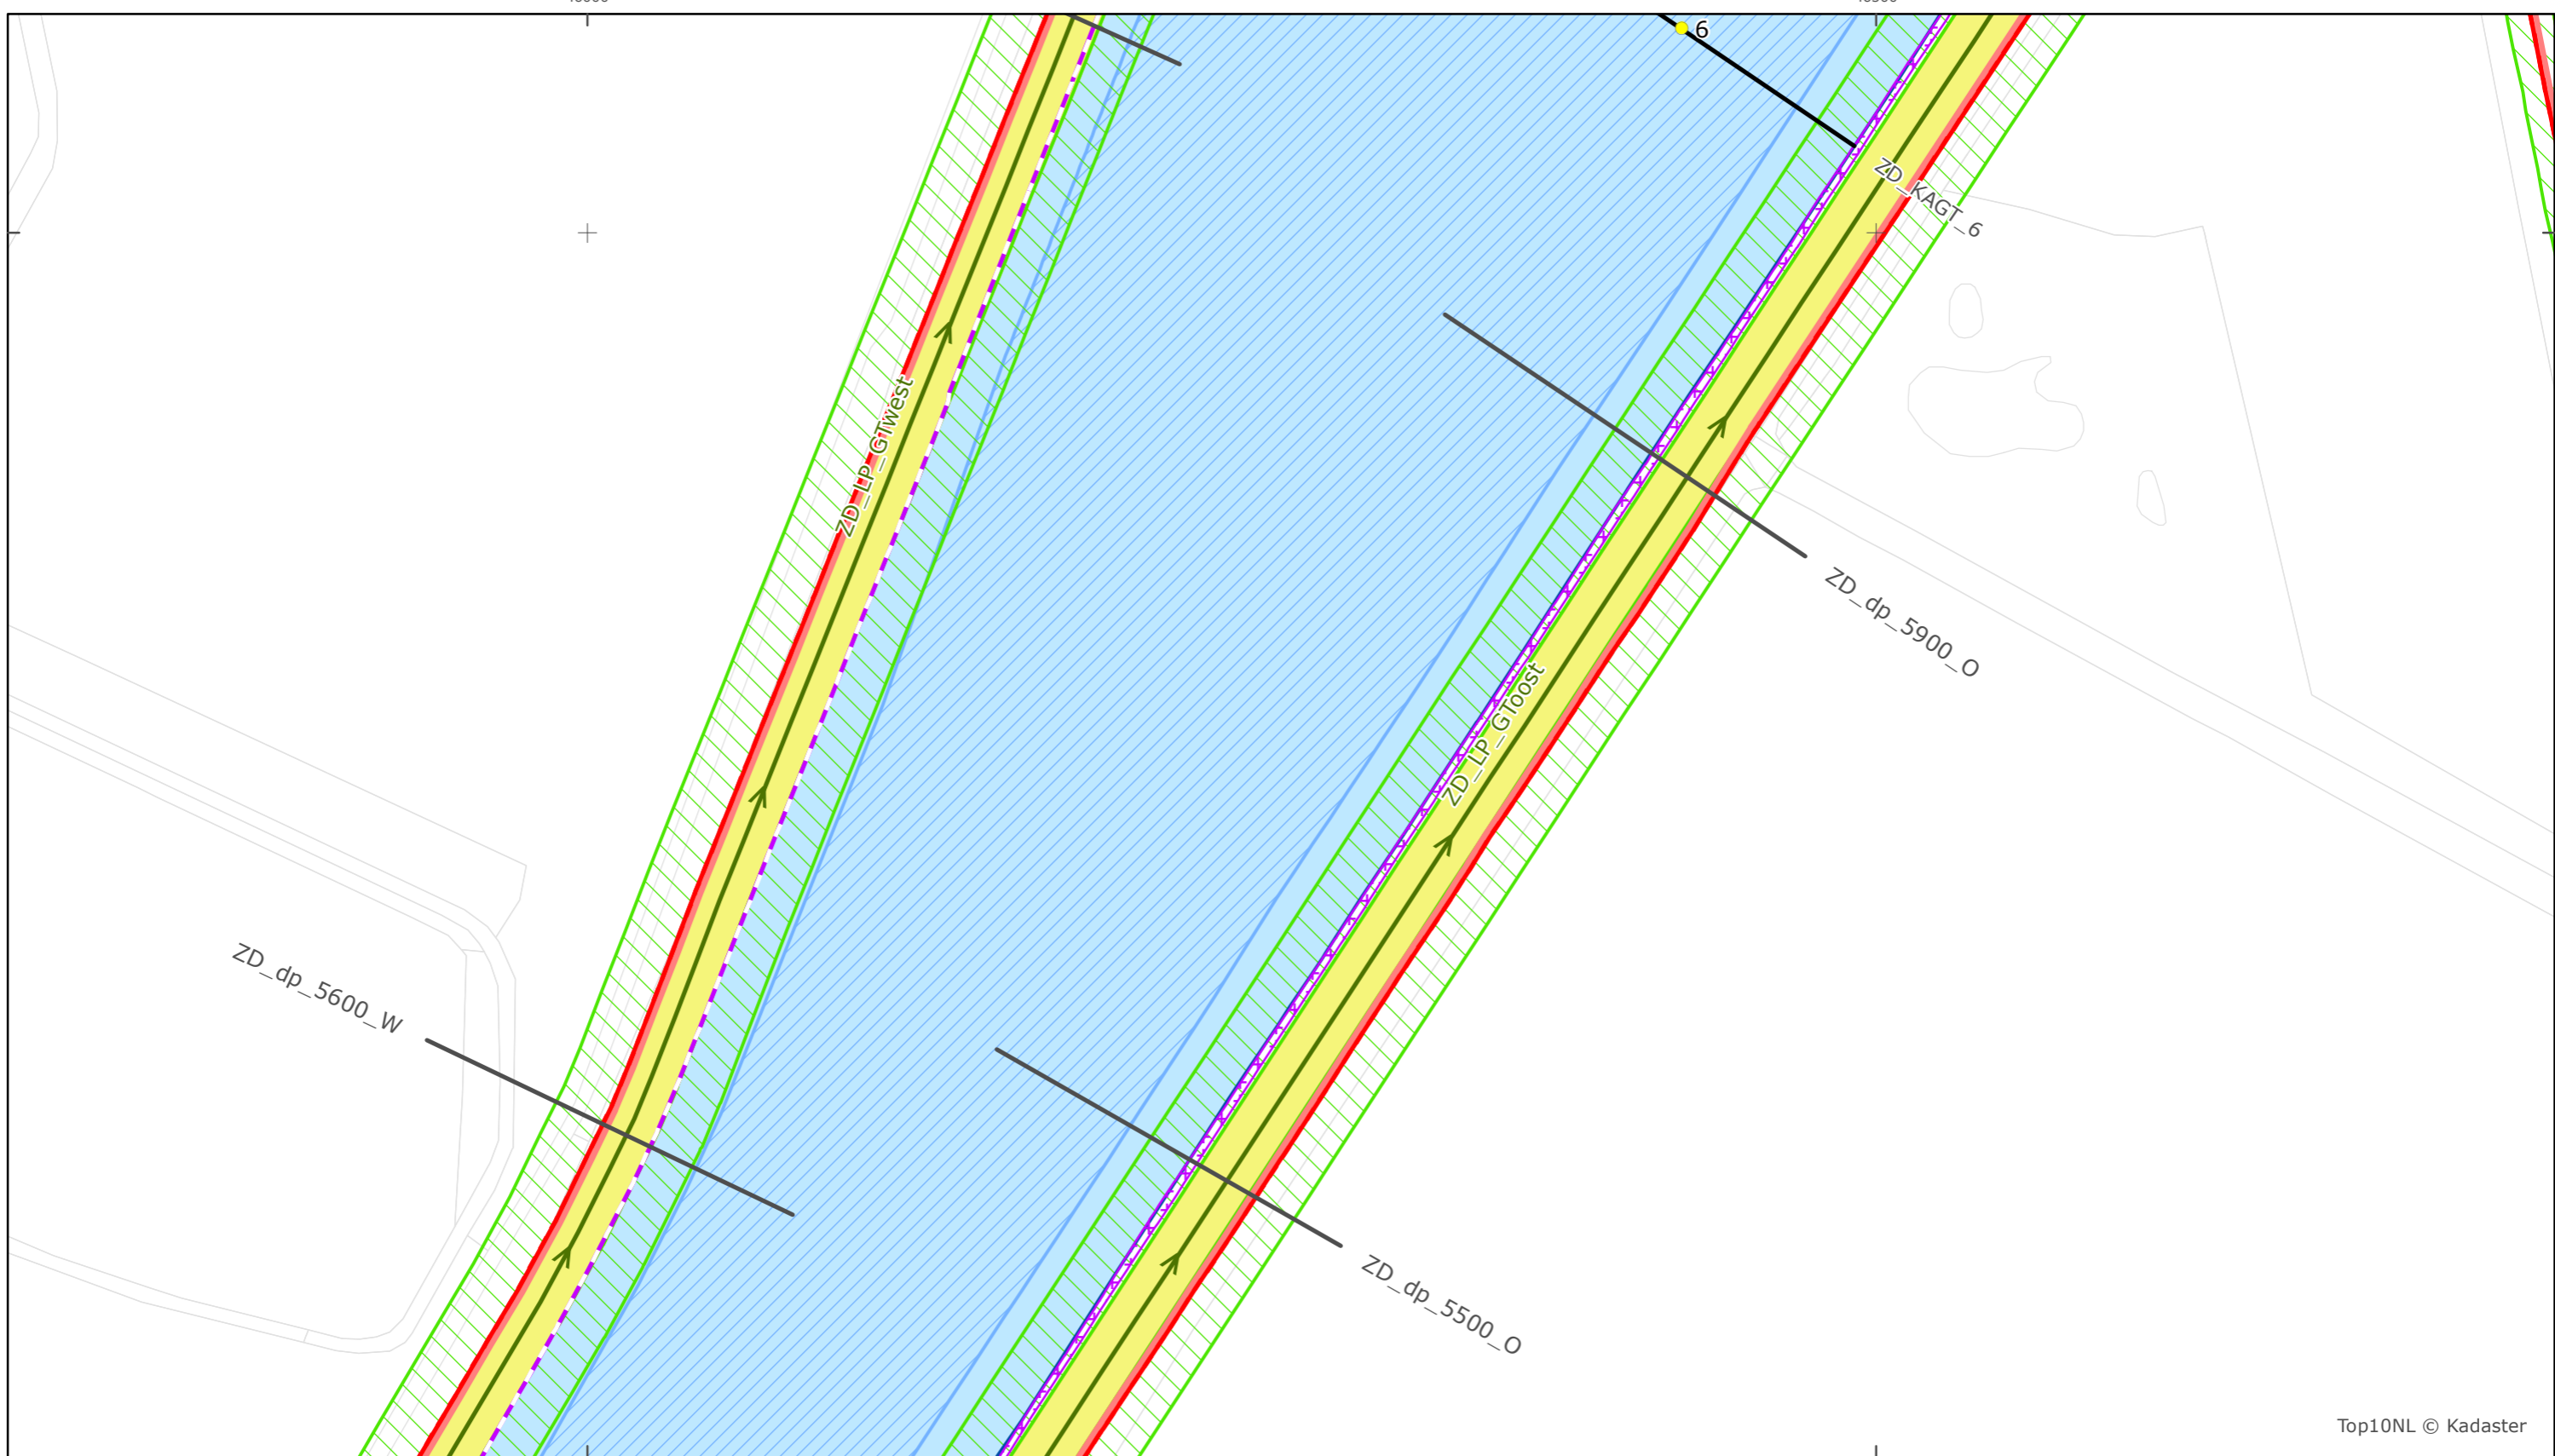 6
ZD_KAGT_6
ZD_LP_GTwest
ZD_dp_5900_O
ZD_LP_GToost
ZD_dp_5600_W
ZD_dp_5500_O
Top10NL © Kadaster